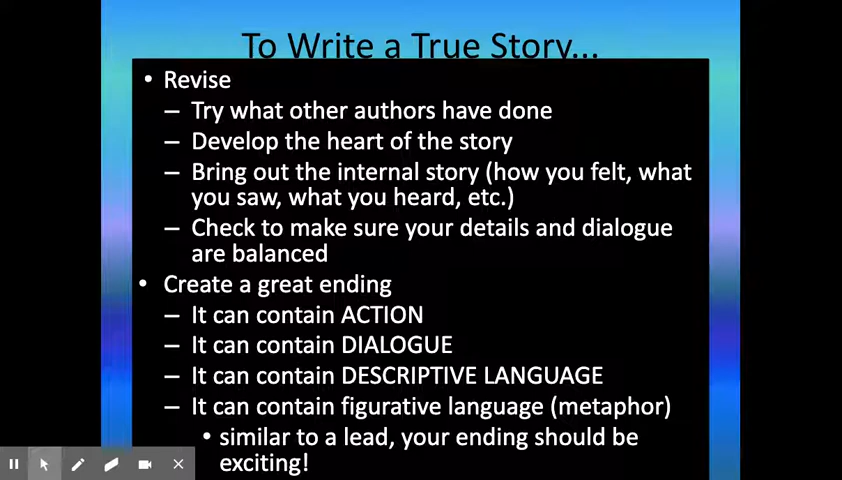 To Write a True Story...
• Revise
– Try what other authors have done
– Develop the heart of the story
– Bring out the internal story (how you felt, what
you saw, what you heard, etc.)
– Check to make sure your details and dialogue
are balanced
• Create a great ending
– It can contain ACTION
– It can contain DIALOGUE
– It can contain DESCRIPTIVE LANGUAGE
– It can contain figurative language (metaphor)
• similar to a lead, your ending should be
exciting!